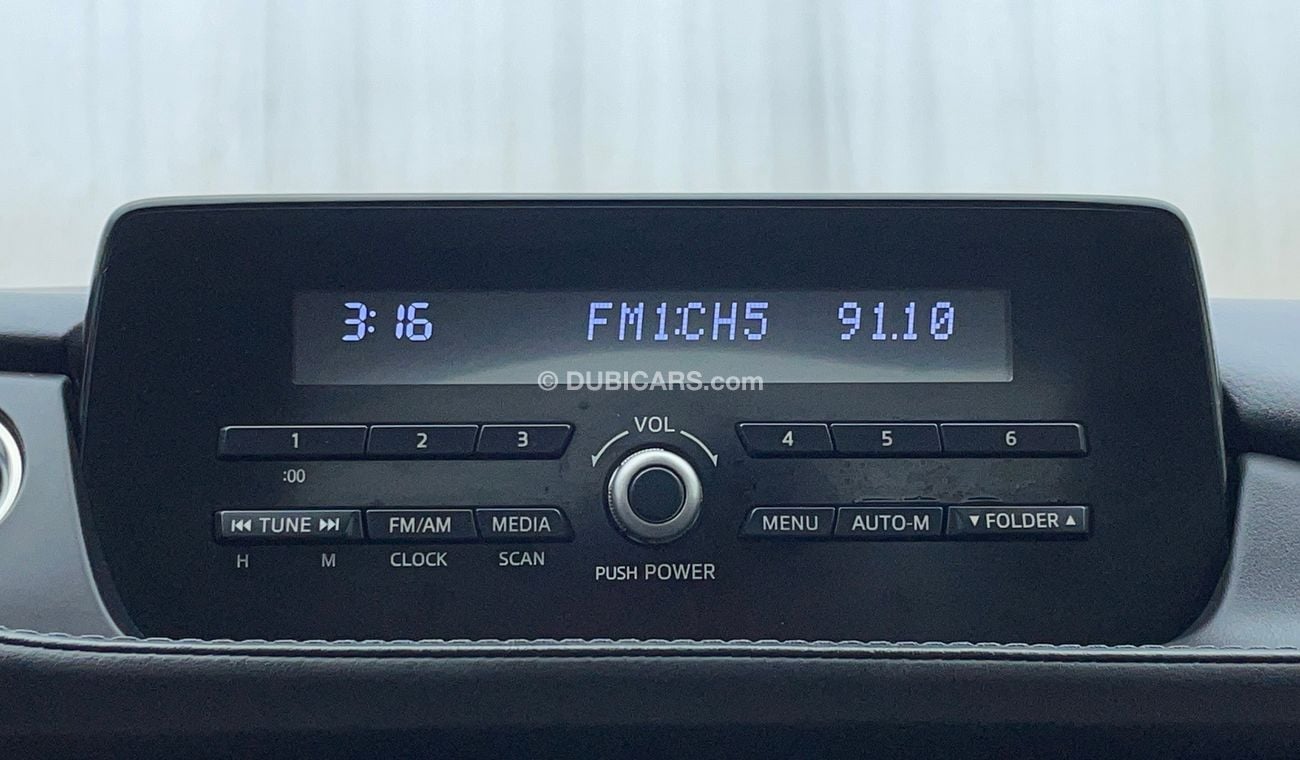 3:16 FM1:CH5 91.10
© DUBICARS.com
VOL
1 2 3 4 5 6
:00
⏮ TUNE ⏭ FM/AM MEDIA MENU AUTO-M ▼ FOLDER ▲
H M CLOCK SCAN
PUSH POWER